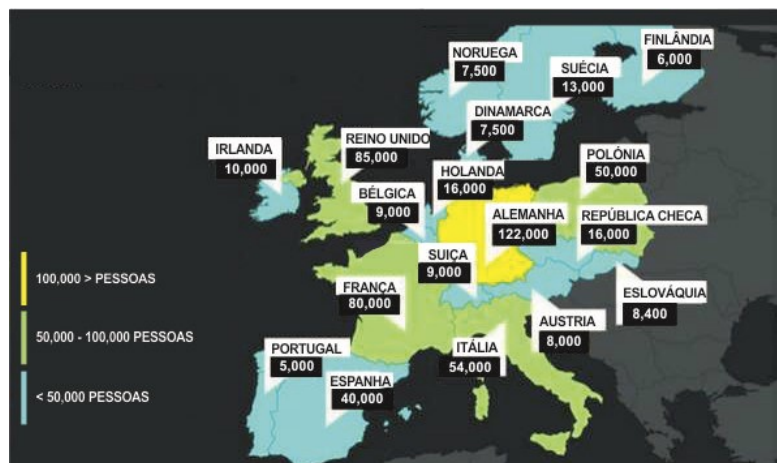 NORUEGA
7,500
SUÉCIA
13,000
FINLÂNDIA
6,000
DINAMARCA
7,500
IRLANDA
10,000
REINO UNIDO
85,000
HOLANDA
16,000
POLÓNIA
50,000
BÉLGICA
9,000
ALEMANHA
122,000
REPÚBLICA CHECA
16,000
SUIÇA
9,000
FRANÇA
80,000
ESLOVÁQUIA
8,400
AUSTRIA
8,000
ITÁLIA
54,000
PORTUGAL
5,000
ESPANHA
40,000
100,000 > PESSOAS
50,000 - 100,000 PESSOAS
< 50,000 PESSOAS